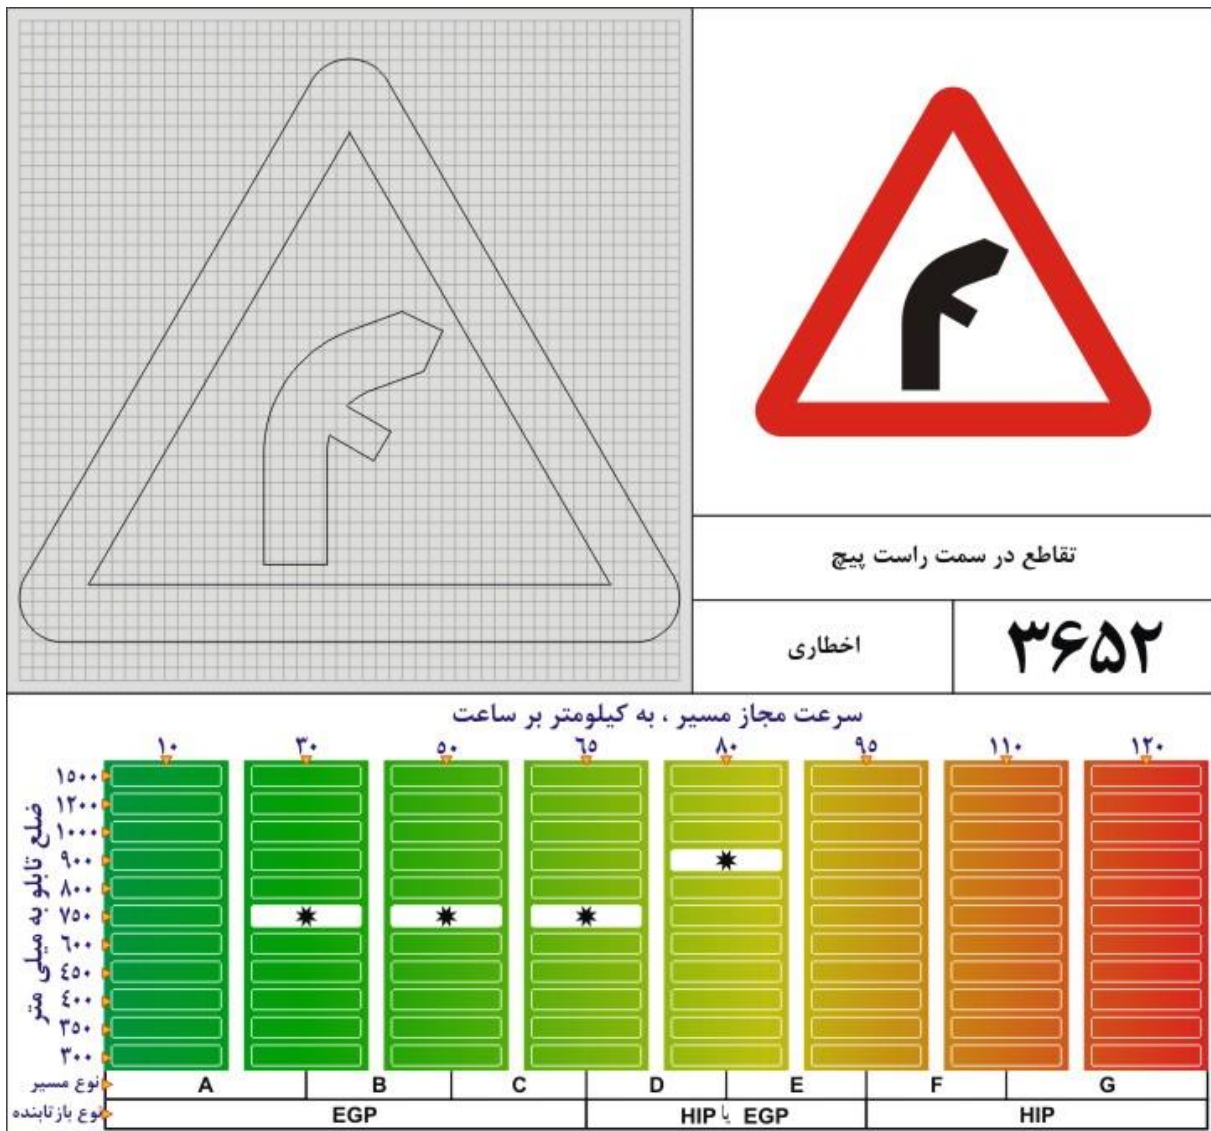 تقاطع در سمت راست پیچ
۳۶۵۲
اخطاری
سرعت مجاز مسیر ، به کیلومتر بر ساعت
۱۰ ۳۰ ۵۰ ۶۵ ۸۰ ۹۵ ۱۱۰ ۱۲۰
ضلع تابلو به میلی متر
۱۵۰۰
۱۲۰۰
۱۰۰۰
۹۰۰
۸۰۰
۷۵۰
۶۰۰
٤۵۰
٤۰۰
۳۵۰
۳۰۰
نوع مسیر A B C D E F G
نوع بازتابنده EGP HIP یا EGP HIP